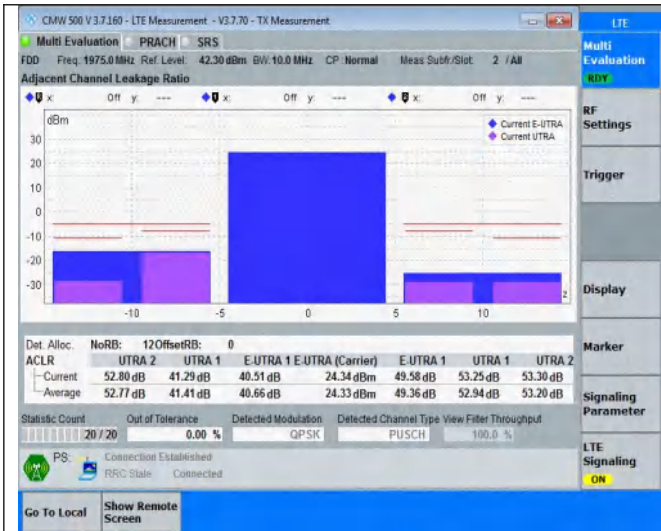 CMW 500 V 3.7.160 - LTE Measurement - V3.7.70 - TX Measurement
LTE
Multi Evaluation PRACH SRS
Multi Evaluation
RDY
FDD Freq: 1975.0 MHz Ref. Level: 42.30 dBm BW: 10.0 MHz CP: Normal Meas Subfr./Slot: 2 / All
Adjacent Channel Leakage Ratio
x: Off y: --- x: Off y: --- x: Off y: ---
dBm
Current E-UTRA
Current UTRA
30
20
10
0
-10
-20
-30
-10 -5 0 5 10
z
RF Settings
Trigger
Display
Marker
Signaling Parameter
LTE Signaling
ON
Det. Alloc. NoRB: 12 OffsetRB: 0
ACLR UTRA 2 UTRA 1 E-UTRA 1 E-UTRA (Carrier) E-UTRA 1 UTRA 1 UTRA 2
Current 52.80 dB 41.29 dB 40.51 dB 24.34 dBm 49.58 dB 53.25 dB 53.30 dB
Average 52.77 dB 41.41 dB 40.66 dB 24.33 dBm 49.36 dB 52.94 dB 53.20 dB
Statistic Count Out of Tolerance Detected Modulation Detected Channel Type View Filter Throughput
20 / 20 0.00 % QPSK PUSCH 100.0 %
PS: Connection Established
RRC State Connected
Go To Local
Show Remote Screen